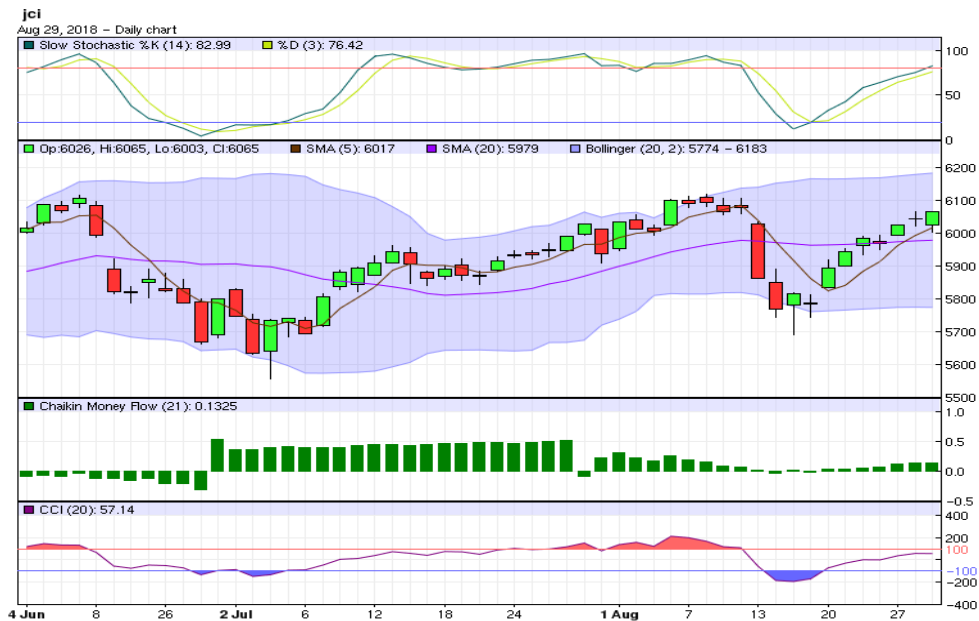 jci
Aug 29, 2018 - Daily chart
Slow Stochastic %K (14): 82.99 %D (3): 76.42
100
50
0
Op:6026, Hi:6065, Lo:6003, Cl:6065 SMA (5): 6017 SMA (20): 5979 Bollinger (20, 2): 5774 - 6183
6200
6100
6000
5900
5800
5700
5600
5500
Chaikin Money Flow (21): 0.1325
1.0
0.5
0.0
-0.5
CCI (20): 57.14
400
100
-100
-200
-400
4 Jun 8 26 2 Jul 6 12 18 24 1 Aug 7 13 20 27